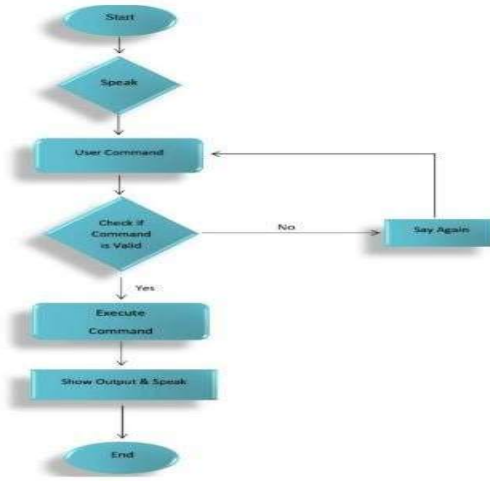 Start
Speak
User Command
Check if
Command
is Valid
No
Say Again
Yes
Execute
Command
Show Output & Speak
End